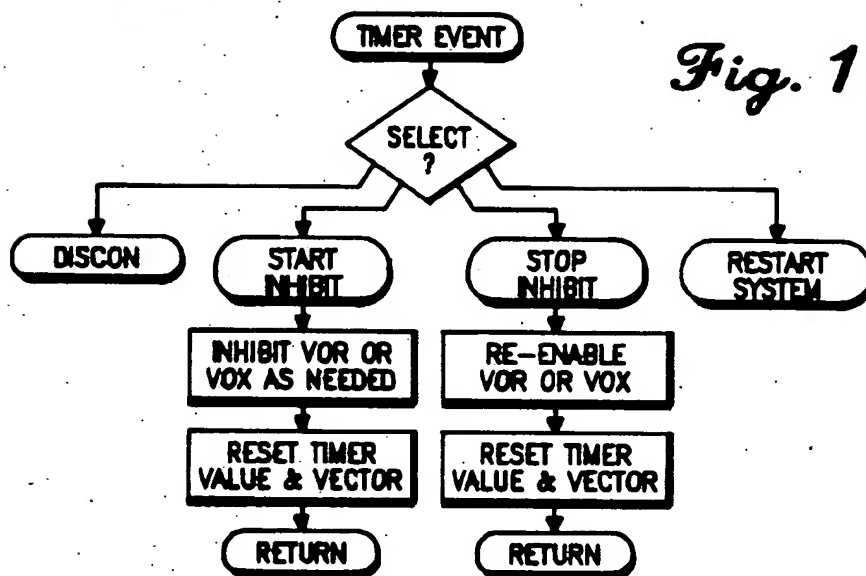 TIMER EVENT
Fig. 1
SELECT
?
DISCON
START
INHIBIT
STOP
INHIBIT
RESTART
SYSTEM
INHIBIT VOR OR
VOX AS NEEDED
RE-ENABLE
VOR OR VOX
RESET TIMER
VALUE & VECTOR
RESET TIMER
VALUE & VECTOR
RETURN
RETURN